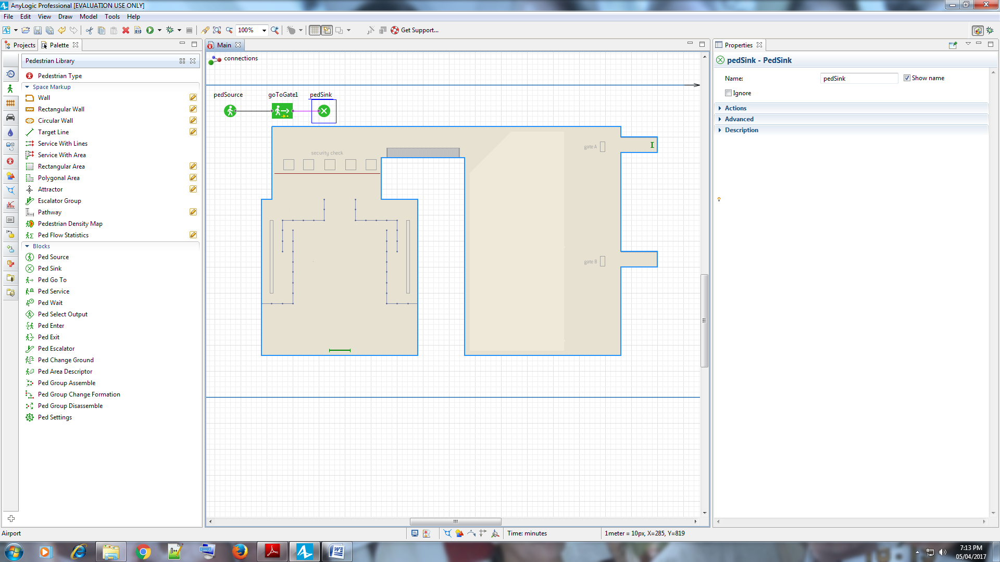 AnyLogic Professional [EVALUATION USE ONLY]
File Edit View Draw Model Tools Help
100% Get Support...
Projects Palette
Main
Properties
Pedestrian Library
Pedestrian Type
Space Markup
Wall
Rectangular Wall
Circular Wall
Target Line
Service With Lines
Service With Area
Rectangular Area
Polygonal Area
Attractor
Escalator Group
Pathway
Pedestrian Density Map
Ped Flow Statistics
Blocks
Ped Source
Ped Sink
Ped Go To
Ped Service
Ped Wait
Ped Select Output
Ped Enter
Ped Exit
Ped Escalator
Ped Change Ground
Ped Area Descriptor
Ped Group Assemble
Ped Group Change Formation
Ped Group Disassemble
Ped Settings
connections
pedSource goToGate1 pedSink
security check
gate A
gate B
pedSink - PedSink
Name: pedSink Show name
Ignore
Actions
Advanced
Description
Airport
Time: minutes
1meter = 10px, X=285, Y=819
7:13 PM
05/04/2017